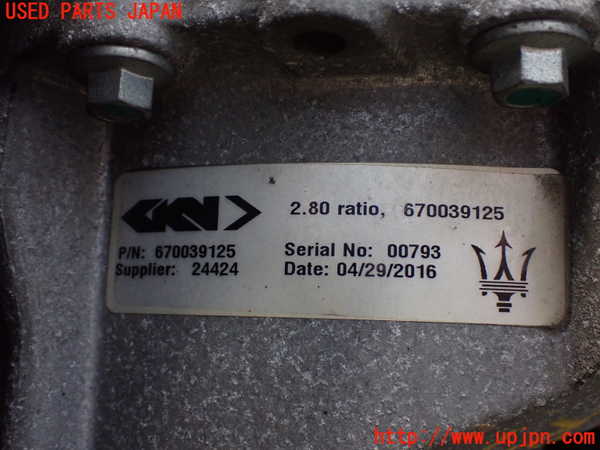 USED PARTS JAPAN
GKN
2.80 ratio, 670039125
P/N: 670039125 Serial No: 00793
Supplier: 24424 Date: 04/29/2016
http://www.upjpn.com/